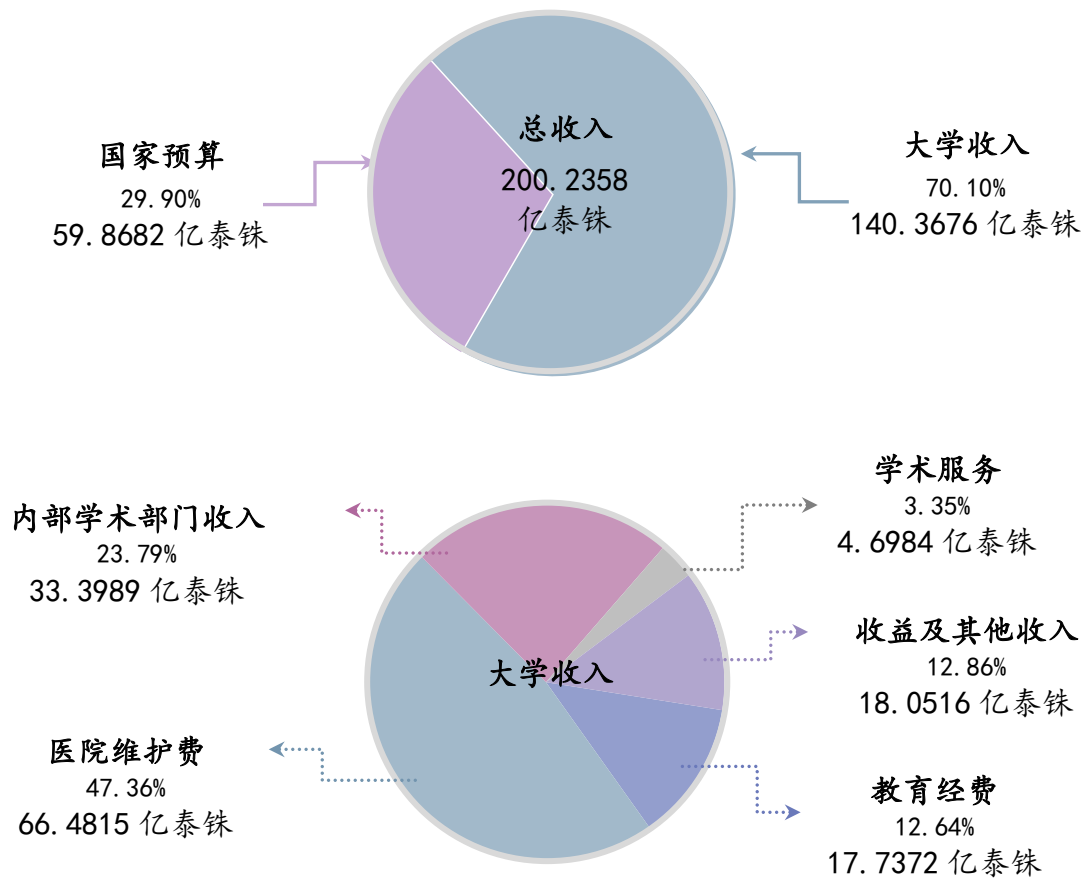 总收入
200.2358
亿泰铢
国家预算
29.90%
59.8682 亿泰铢
大学收入
70.10%
140.3676 亿泰铢
学术服务
3.35%
4.6984 亿泰铢
内部学术部门收入
23.79%
33.3989 亿泰铢
收益及其他收入
12.86%
18.0516 亿泰铢
大学收入
医院维护费
47.36%
66.4815 亿泰铢
教育经费
12.64%
17.7372 亿泰铢